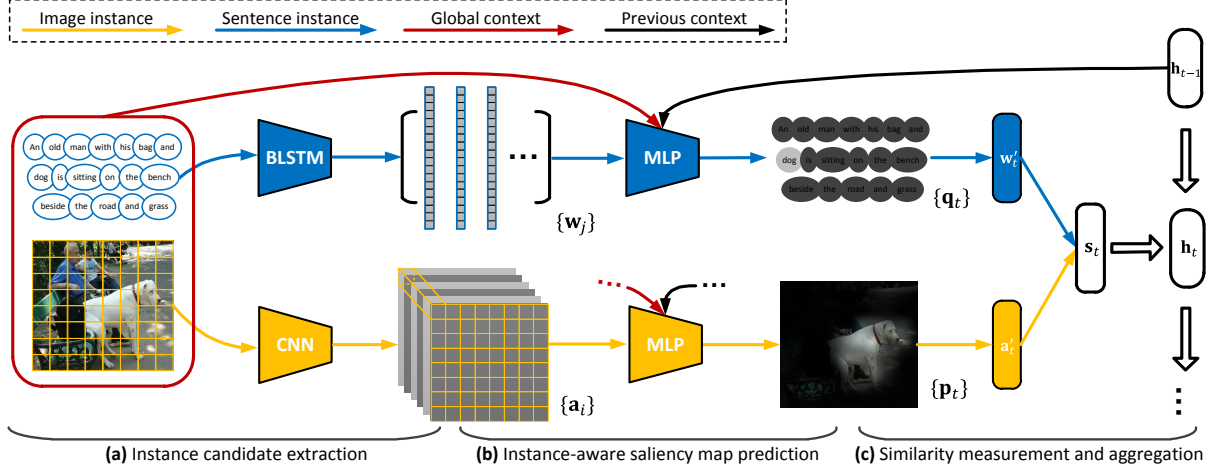 Image instance Sentence instance Global context Previous context
An old man with his bag and
dog is sitting on the bench
beside the road and grass
BLSTM
...
{w_j}
MLP
An old man with his bag and
dog is sitting on the bench
beside the road and grass
{q_t}
w'_t
h_{t-1}
s_t
h_t
CNN
{a_i}
... ...
MLP
{p_t}
a'_t
...
(a) Instance candidate extraction (b) Instance-aware saliency map prediction (c) Similarity measurement and aggregation